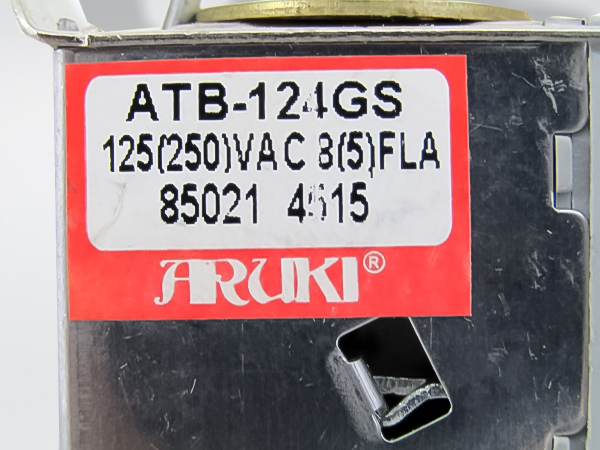 ATB-124GS
125(250)VAC 8(5)FLA
85021 4515
ARUKI®